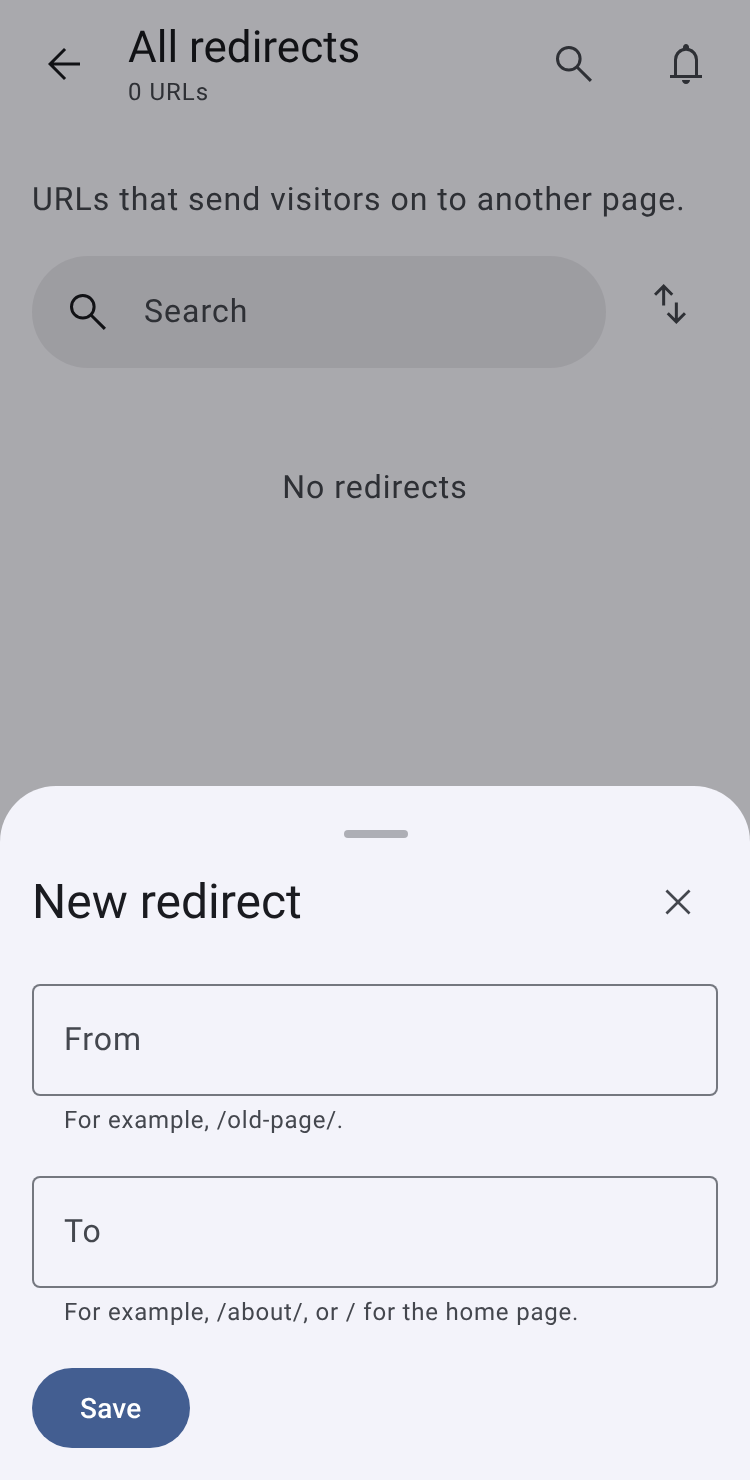 All redirects
0 URLs
URLs that send visitors on to another page.
Search
No redirects
New redirect
From
For example, /old-page/.
To
For example, /about/, or / for the home page.
Save